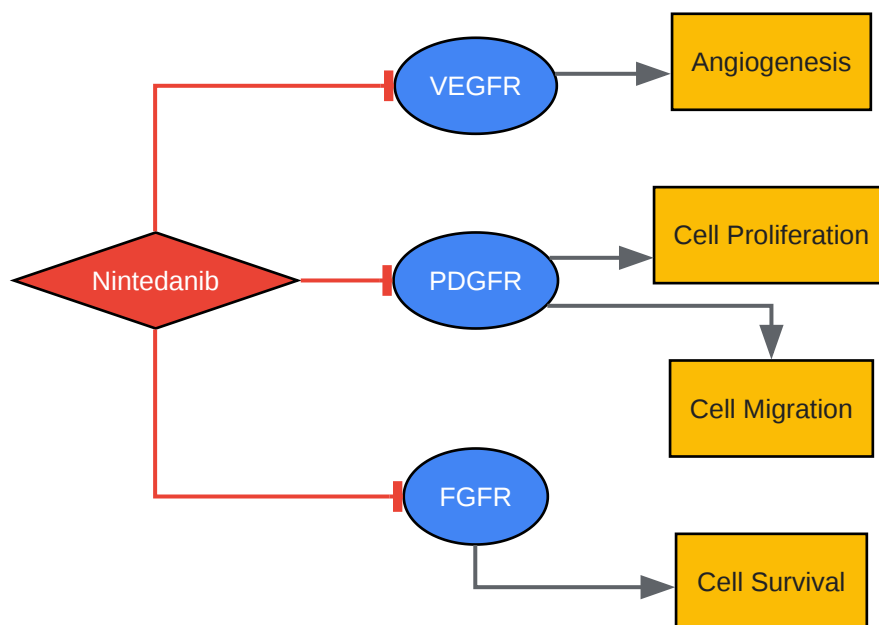 VEGFR
Angiogenesis
Nintedanib
PDGFR
Cell Proliferation
Cell Migration
FGFR
Cell Survival